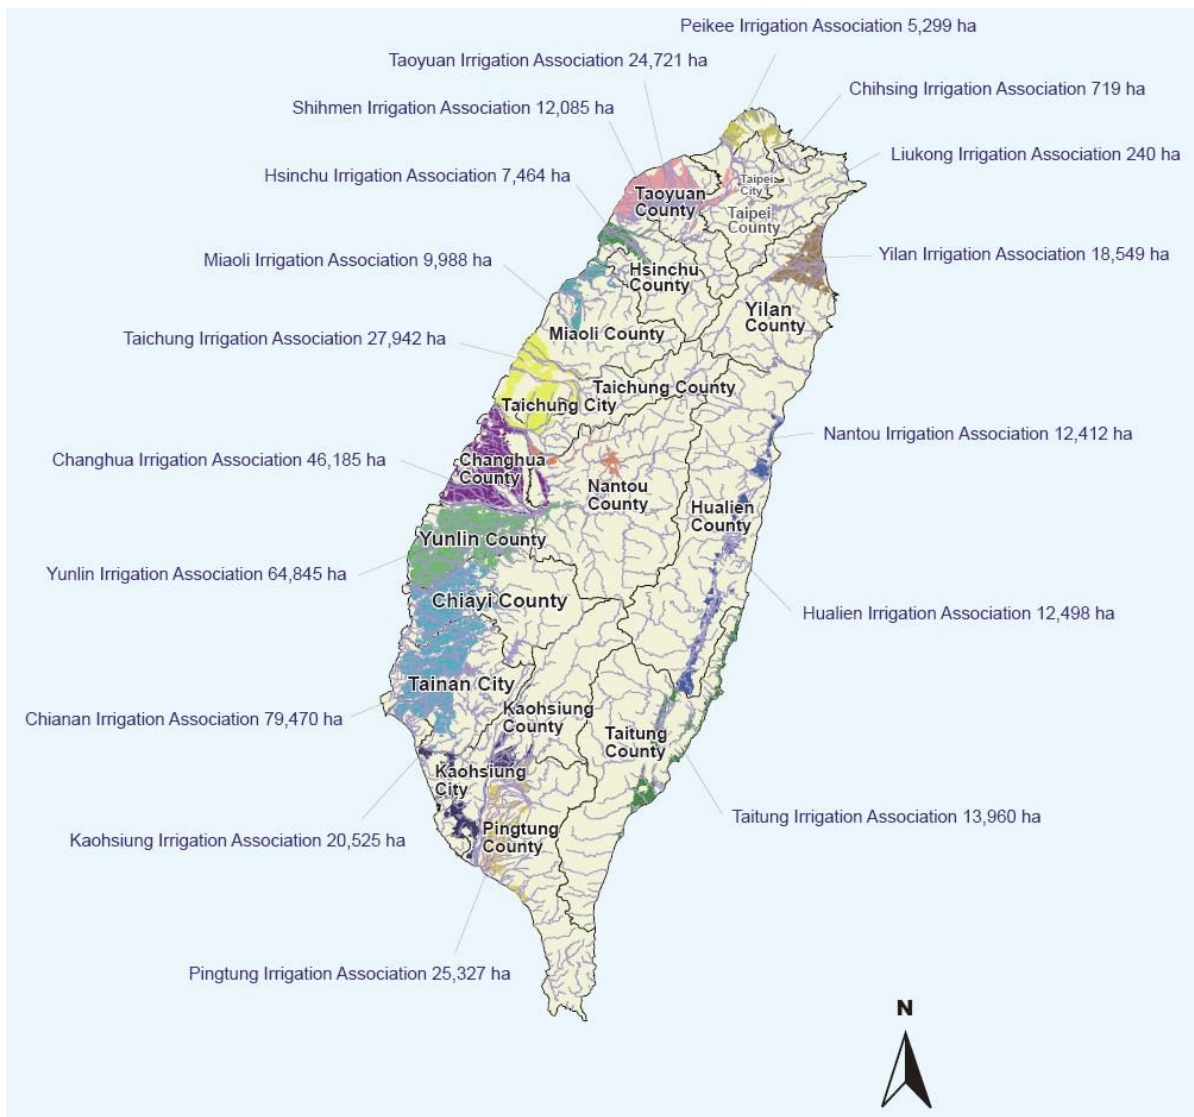 Peikee Irrigation Association 5,299 ha
Taoyuan Irrigation Association 24,721 ha
Chihsing Irrigation Association 719 ha
Shihmen Irrigation Association 12,085 ha
Liukong Irrigation Association 240 ha
Hsinchu Irrigation Association 7,464 ha
Taipei
City
Taoyuan
County
Taipei
County
Yilan Irrigation Association 18,549 ha
Miaoli Irrigation Association 9,988 ha
Hsinchu
County
Yilan
County
Miaoli County
Taichung Irrigation Association 27,942 ha
Taichung County
Taichung City
Nantou Irrigation Association 12,412 ha
Changhua Irrigation Association 46,185 ha
Changhua
County
Nantou
County
Hualien
County
Yunlin County
Yunlin Irrigation Association 64,845 ha
Chiayi County
Hualien Irrigation Association 12,498 ha
Tainan City
Chianan Irrigation Association 79,470 ha
Kaohsiung
County
Taitung
County
Kaohsiung
City
Taitung Irrigation Association 13,960 ha
Kaohsiung Irrigation Association 20,525 ha
Pingtung
County
Pingtung Irrigation Association 25,327 ha
N